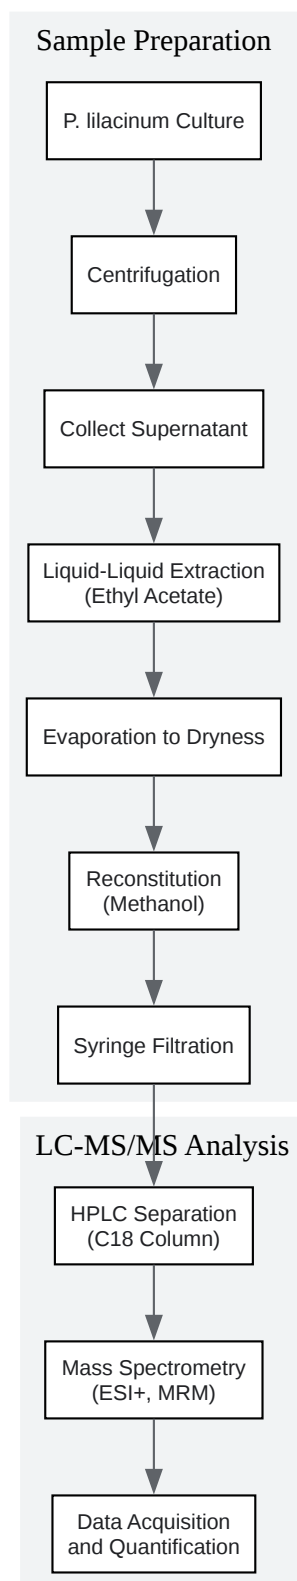 Sample Preparation
P. lilacinum Culture
Centrifugation
Collect Supernatant
Liquid-Liquid Extraction
(Ethyl Acetate)
Evaporation to Dryness
Reconstitution
(Methanol)
Syringe Filtration
LC-MS/MS Analysis
HPLC Separation
(C18 Column)
Mass Spectrometry
(ESI+, MRM)
Data Acquisition
and Quantification